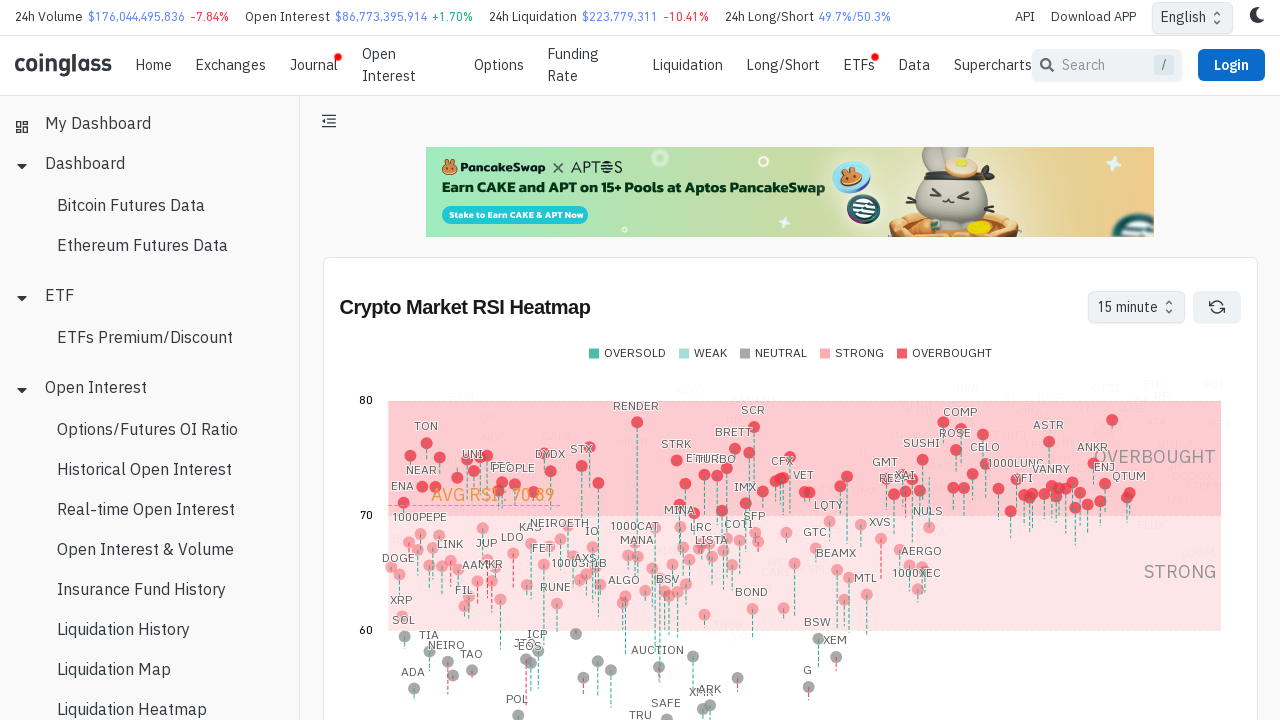 24h Volume $176,044,495,836 -7.84% Open Interest $86,773,395,914 +1.70% 24h Liquidation $223,779,311 -10.41% 24h Long/Short 49.7%/50.3% API Download APP English
coinglass Home Exchanges Journal Open Interest Options Funding Rate Liquidation Long/Short ETFs Data Supercharts Search / Login
My Dashboard
Dashboard
Bitcoin Futures Data
Ethereum Futures Data
ETF
ETFs Premium/Discount
Open Interest
Options/Futures OI Ratio
Historical Open Interest
Real-time Open Interest
Open Interest & Volume
Insurance Fund History
Liquidation History
Liquidation Map
Liquidation Heatmap
PancakeSwap × APTOS
Earn CAKE and APT on 15+ Pools at Aptos PancakeSwap
Stake to Earn CAKE & APT Now
Crypto Market RSI Heatmap
15 minute
OVERSOLD WEAK NEUTRAL STRONG OVERBOUGHT
80
RENDER SCR COMP
TON BRETT ROSE ASTR
STRK SUSHI CELO ANKR
UNI DYDX STX TURBO CFX GMT OVERBOUGHT
NEAR PEOPLE VET XAI 1000LUNC VANRY ENJ
ENA IMX YFI QTUM
AVG RSI : 70.89
70
1000PEPE NEIROETH MINA SFP LQTY NULS
1000CAT LRC COTI XVS
LINK JUP LDO IO MANA LISTA GTC
DOGE FET AXS BEAMX AERGO
MKR 1000SHIB STRONG
FIL RUNE ALGO BSV MTL 1000XEC
XRP BOND
60
SOL BSW
TIA ICP XEM
NEIRO EOS AUCTION
TAO
ADA G
POL ARK
SAFE
TRU